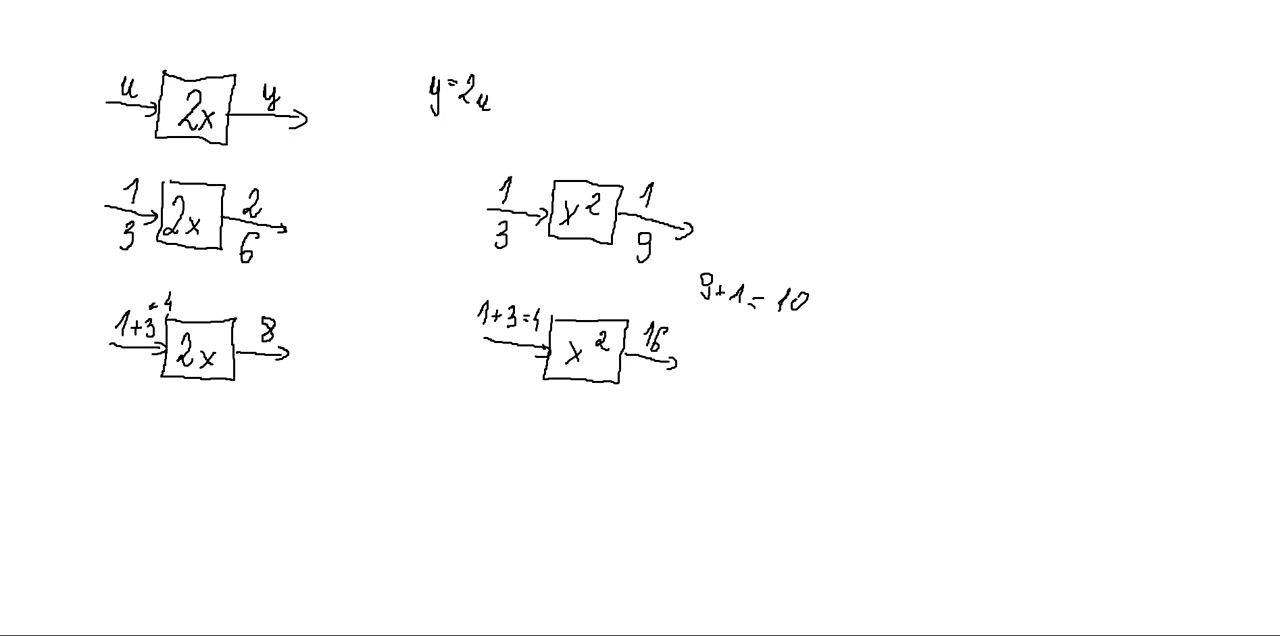 u 2x y y=2u
1 2x 2 1 x² 1
3 6 3 9
9+1=10
1+3=4 2x 8 1+3=4 x² 16